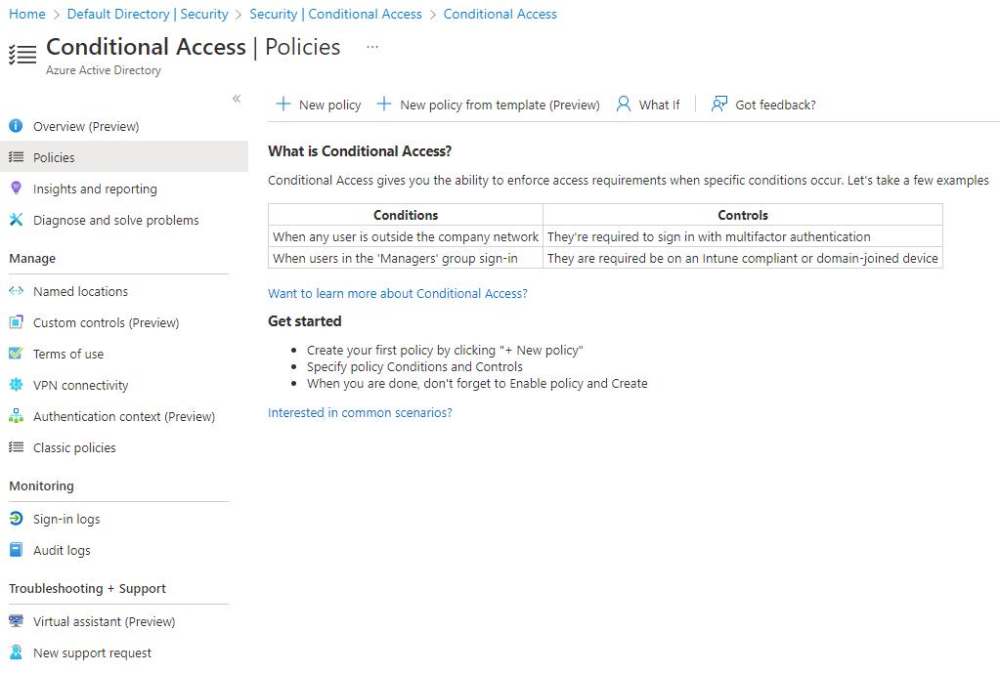 Home > Default Directory | Security > Security | Conditional Access > Conditional Access
Conditional Access | Policies ...
Azure Active Directory
«
Overview (Preview)
Policies
Insights and reporting
Diagnose and solve problems
Manage
Named locations
Custom controls (Preview)
Terms of use
VPN connectivity
Authentication context (Preview)
Classic policies
Monitoring
Sign-in logs
Audit logs
Troubleshooting + Support
Virtual assistant (Preview)
New support request
+ New policy + New policy from template (Preview) What If | Got feedback?
What is Conditional Access?
Conditional Access gives you the ability to enforce access requirements when specific conditions occur. Let's take a few examples
Conditions Controls
When any user is outside the company network They're required to sign in with multifactor authentication
When users in the 'Managers' group sign-in They are required be on an Intune compliant or domain-joined device
Want to learn more about Conditional Access?
Get started
• Create your first policy by clicking "+ New policy"
• Specify policy Conditions and Controls
• When you are done, don't forget to Enable policy and Create
Interested in common scenarios?